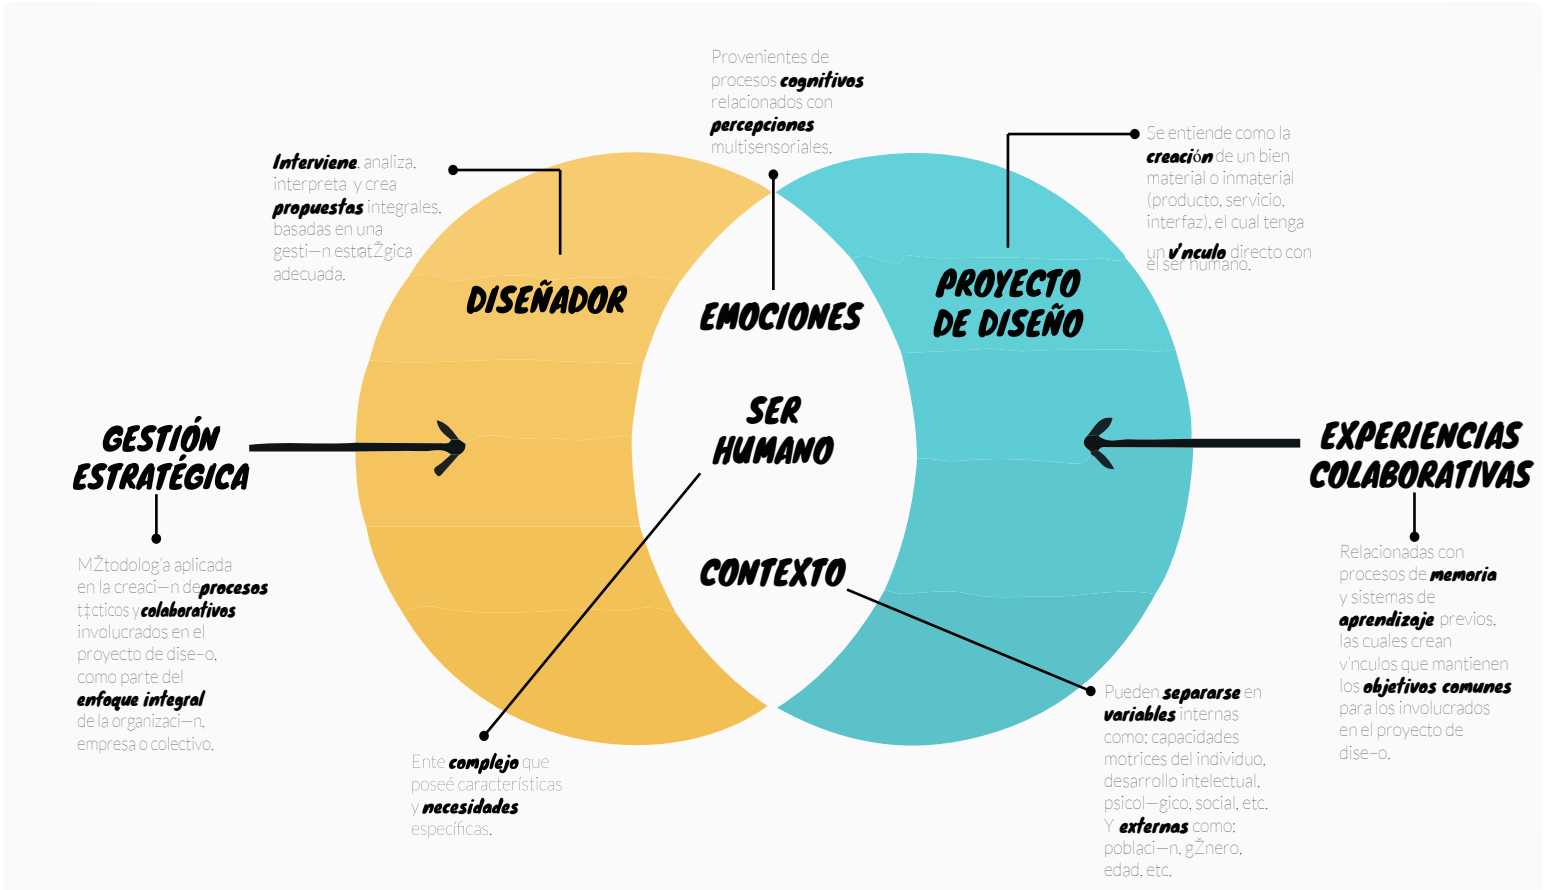 Provenientes de
procesos cognitivos
relacionados con
percepciones
multisensoriales.
Interviene, analiza,
interpreta y crea
propuestas integrales,
basadas en una
gesti—n estratŽgica
adecuada.
Se entiende como la
creación de un bien
material o inmaterial
(producto, servicio,
interfaz), el cual tenga
un v’nculo directo con
el ser humano.
DISEÑADOR
EMOCIONES
PROYECTO
DE DISEÑO
SER
HUMANO
CONTEXTO
GESTIÓN
ESTRATÉGICA
MŽtodolog’a aplicada
en la creaci—n de procesos
t‡cticos y colaborativos
involucrados en el
proyecto de dise–o,
como parte del
enfoque integral
de la organizaci—n,
empresa o colectivo.
EXPERIENCIAS
COLABORATIVAS
Relacionadas con
procesos de memoria
y sistemas de
aprendizaje previos,
las cuales crean
v’nculos que mantienen
los objetivos comunes
para los involucrados
en el proyecto de
dise–o.
Ente complejo que
poseé características
y necesidades
específicas.
Pueden separarse en
variables internas
como: capacidades
motrices del individuo,
desarrollo intelectual,
psicol—gico, social, etc.
Y externas como:
poblaci—n, gŽnero,
edad, etc.